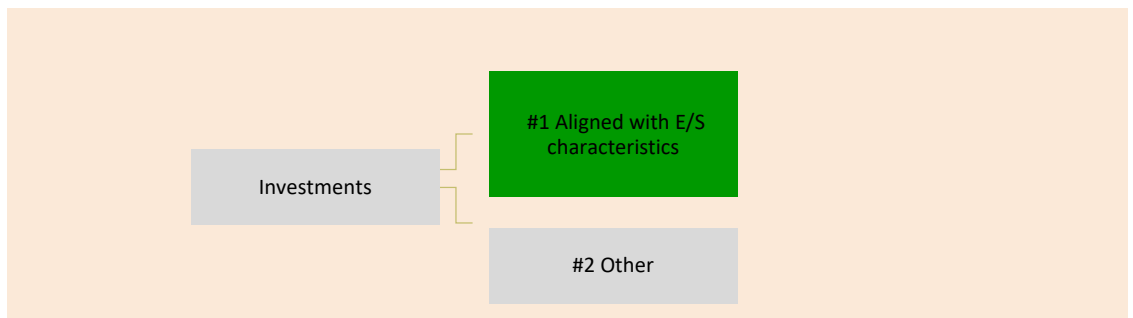 #1 Aligned with E/S
characteristics
Investments
#2 Other